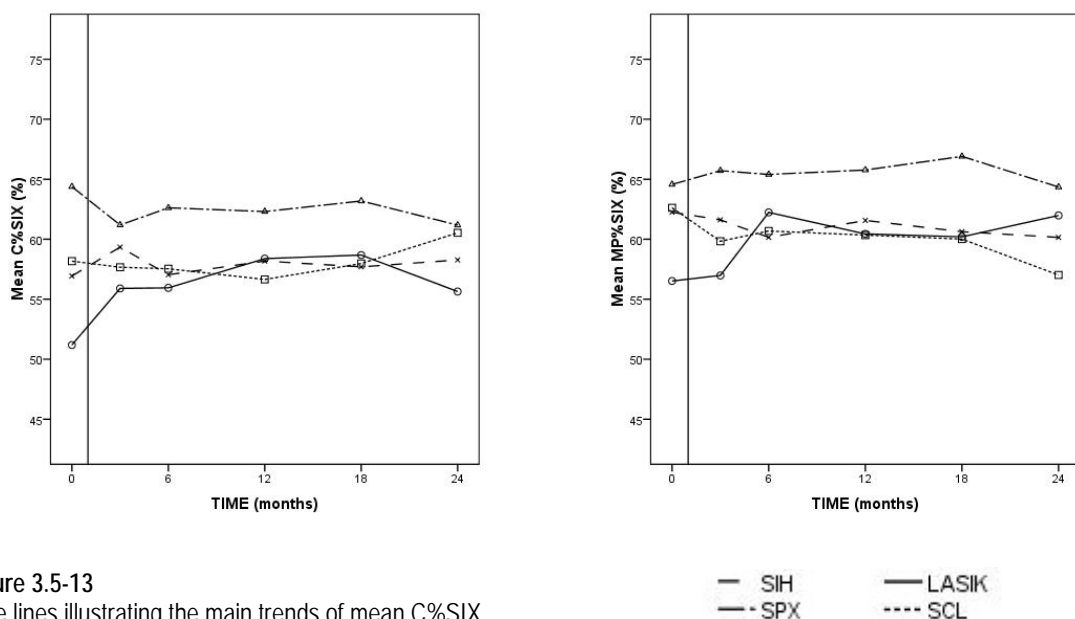 75
70
65
60
55
50
45
Mean C%SIX (%)
0 6 12 18 24
TIME (months)
75
70
65
60
55
50
45
Mean MP%SIX (%)
0 6 12 18 24
TIME (months)
ure 3.5-13
e lines illustrating the main trends of mean C%SIX
SIH LASIK
SPX SCL